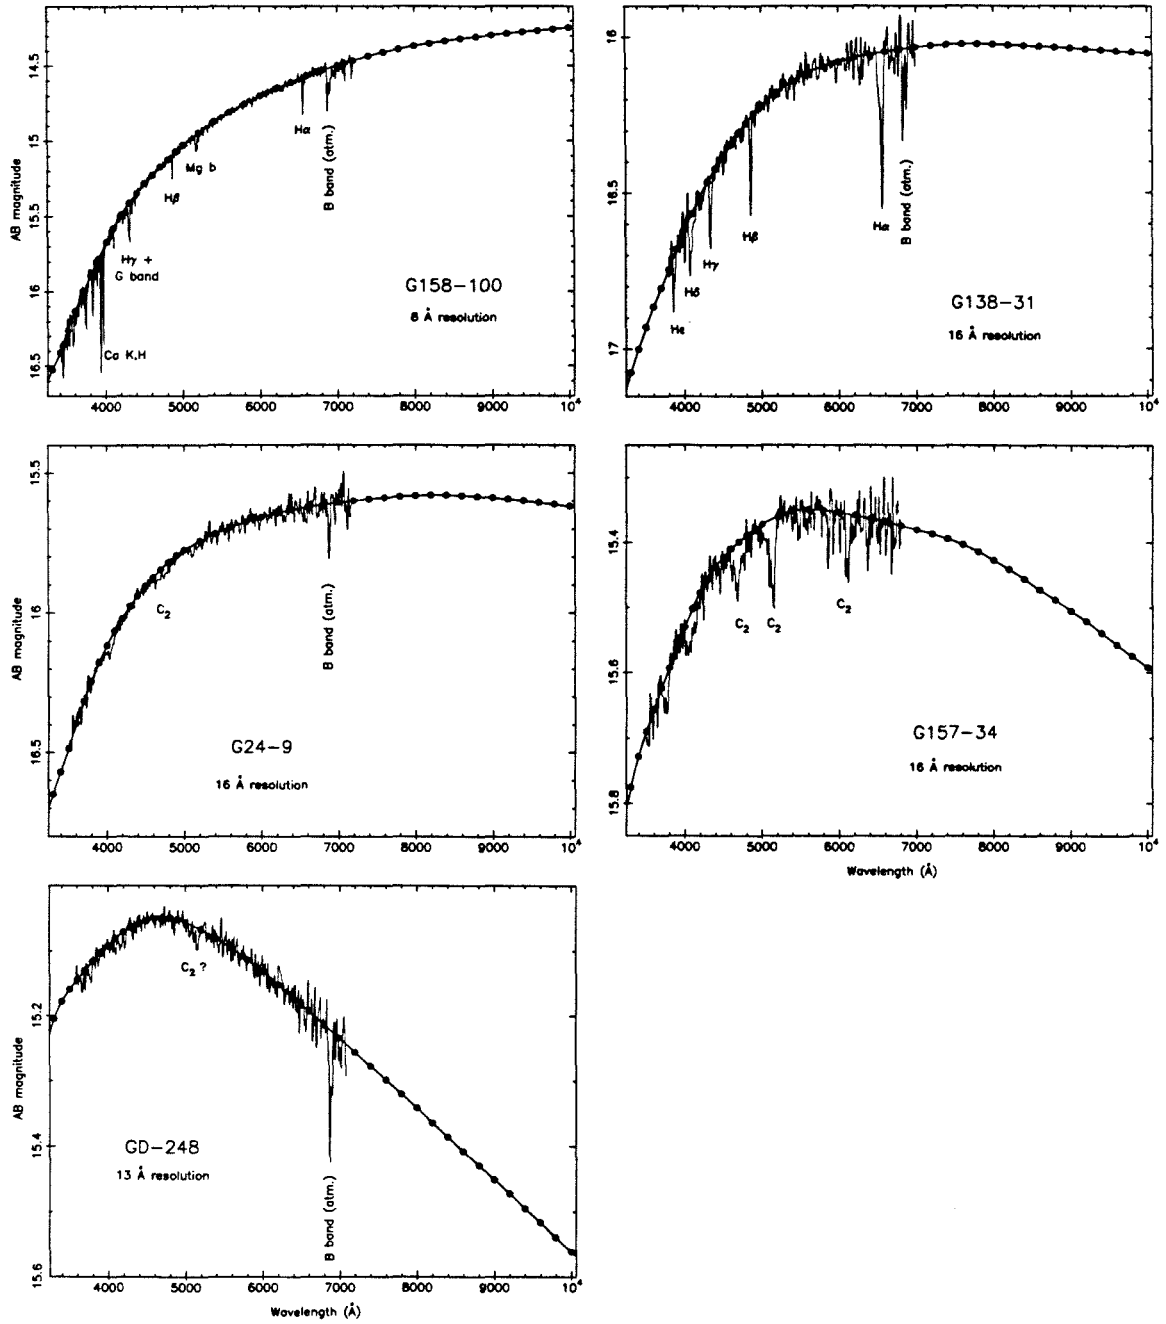 AB magnitude
14.5
15
15.5
16
16.5
Hα
B band (atm.)
Mg b
Hβ
Hγ +
G band
Ca K,H
G158-100
8 Å resolution
4000 5000 6000 7000 8000 9000 10⁴
16
16.5
17
Hα
B band (atm.)
Hβ
Hγ
Hδ
Hε
G138-31
16 Å resolution
4000 5000 6000 7000 8000 9000 10⁴
AB magnitude
15.5
16
16.5
C₂
B band (atm.)
G24-9
16 Å resolution
4000 5000 6000 7000 8000 9000 10⁴
15.4
15.6
15.8
C₂ C₂ C₂
G157-34
16 Å resolution
4000 5000 6000 7000 8000 9000 10⁴
Wavelength (Å)
AB magnitude
15.2
15.4
15.6
C₂ ?
B band (atm.)
GD-248
13 Å resolution
4000 5000 6000 7000 8000 9000 10⁴
Wavelength (Å)